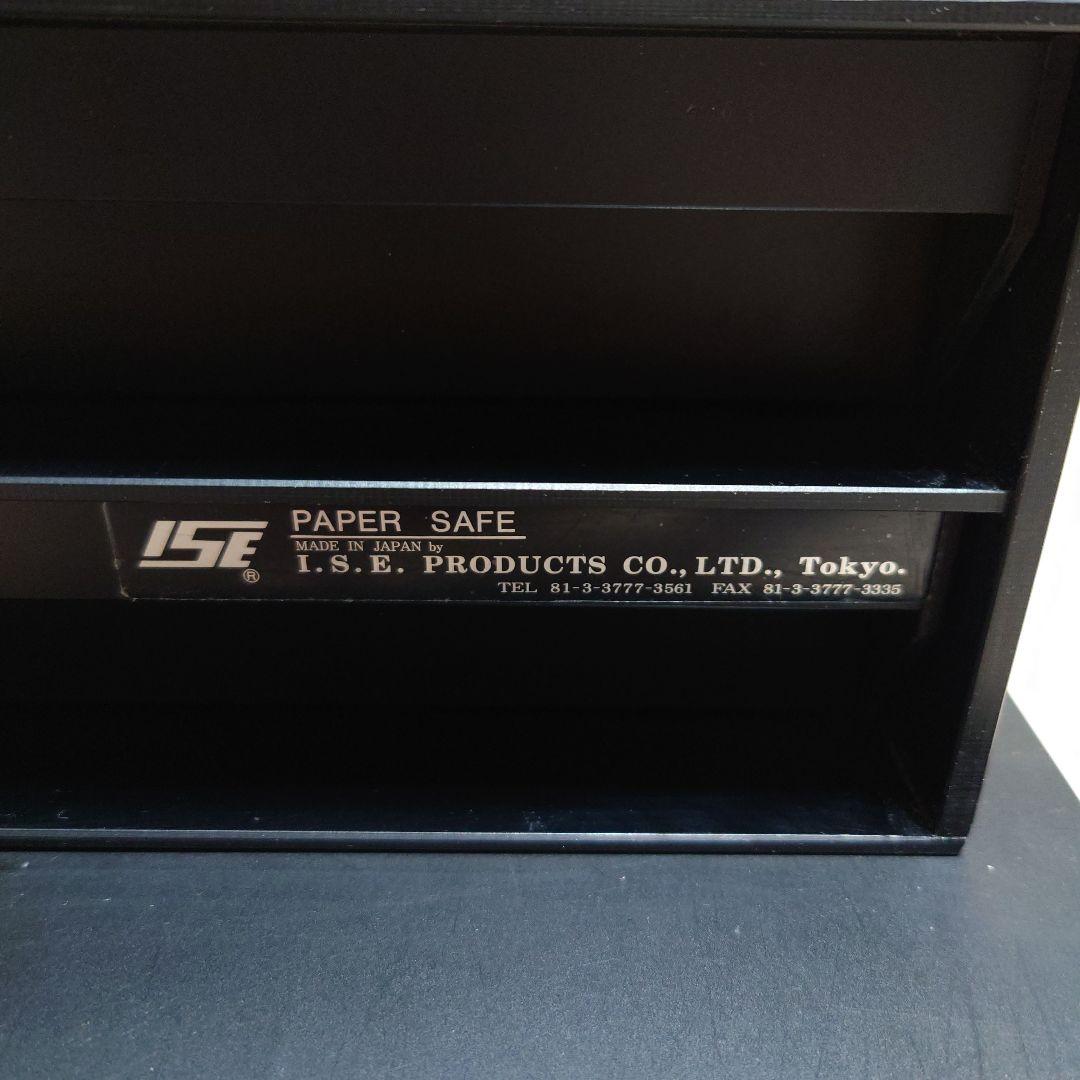 ISE®
PAPER SAFE
MADE IN JAPAN by
I.S.E. PRODUCTS CO., LTD., Tokyo.
TEL 81-3-3777-3561 FAX 81-3-3777-3335